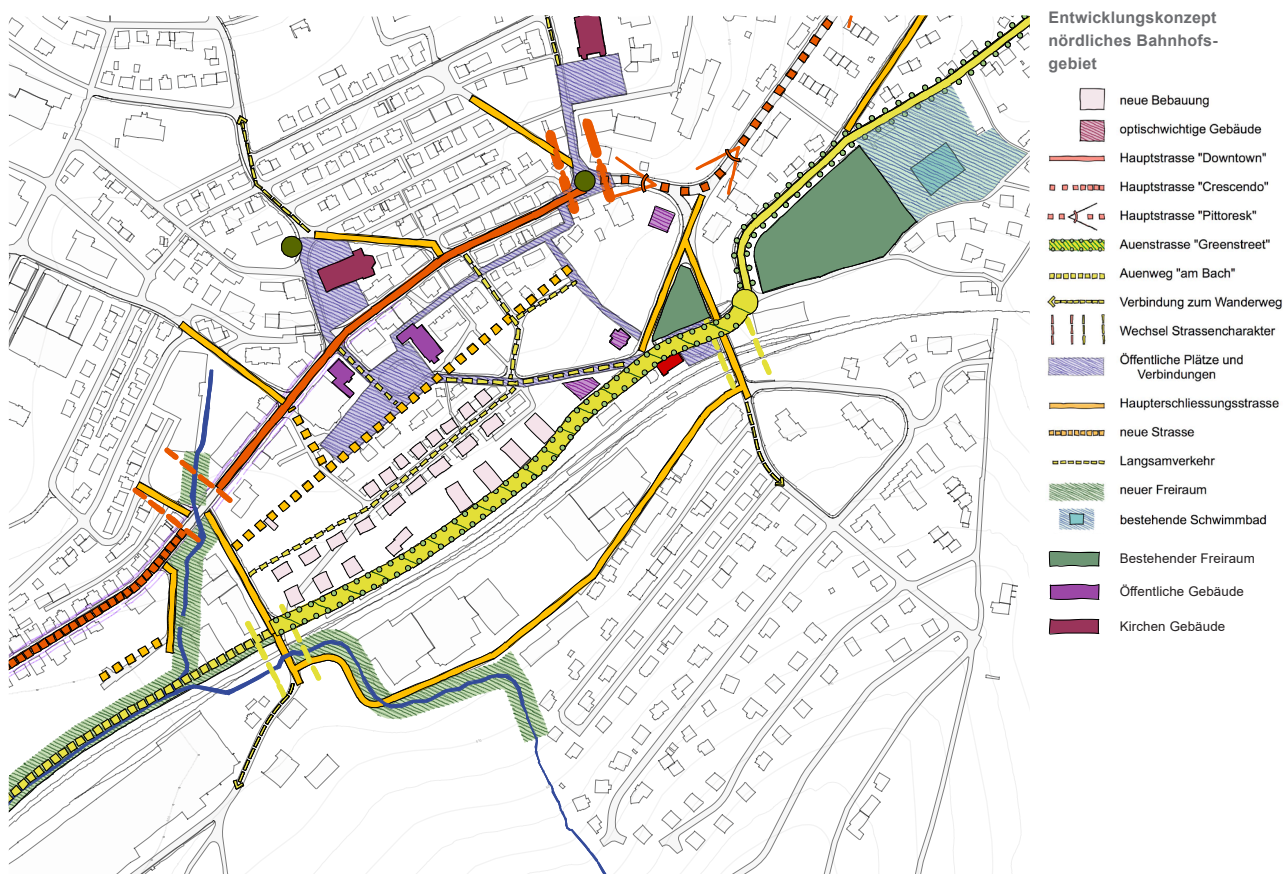 Entwicklungskonzept
nördliches Bahnhofs-
gebiet
neue Bebauung
optischwichtige Gebäude
Hauptstrasse "Downtown"
Hauptstrasse "Crescendo"
Hauptstrasse "Pittoresk"
Auenstrasse "Greenstreet"
Auenweg "am Bach"
Verbindung zum Wanderweg
Wechsel Strassencharakter
Öffentliche Plätze und
Verbindungen
Haupterschliessungsstrasse
neue Strasse
Langsamverkehr
neuer Freiraum
bestehende Schwimmbad
Bestehender Freiraum
Öffentliche Gebäude
Kirchen Gebäude